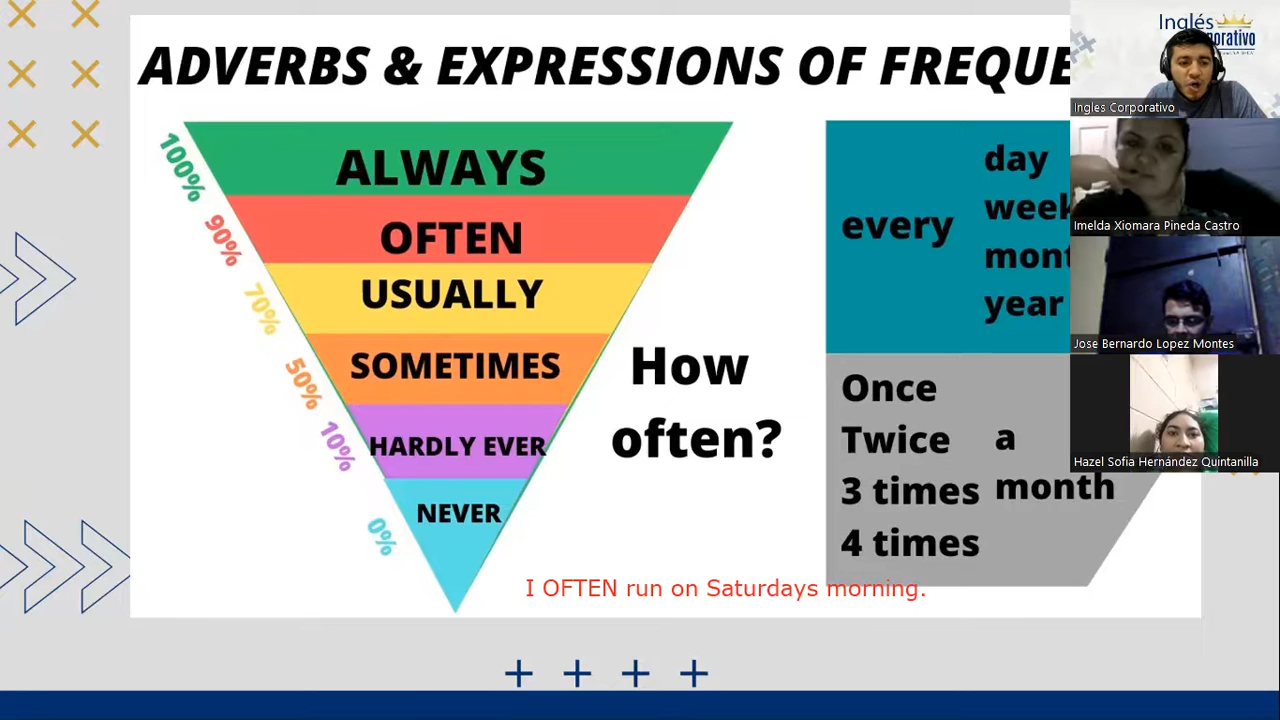 ADVERBS & EXPRESSIONS OF FREQUE
100% ALWAYS
90% OFTEN
70% USUALLY
50% SOMETIMES
10% HARDLY EVER
0% NEVER
How
often?
every
day
week
mont
year
Once
Twice
3 times
4 times
a
month
I OFTEN run on Saturdays morning.
Inglés
Ingles Corporativo
Imelda Xiomara Pineda Castro
Jose Bernardo Lopez Montes
Hazel Sofia Hernández Quintanilla